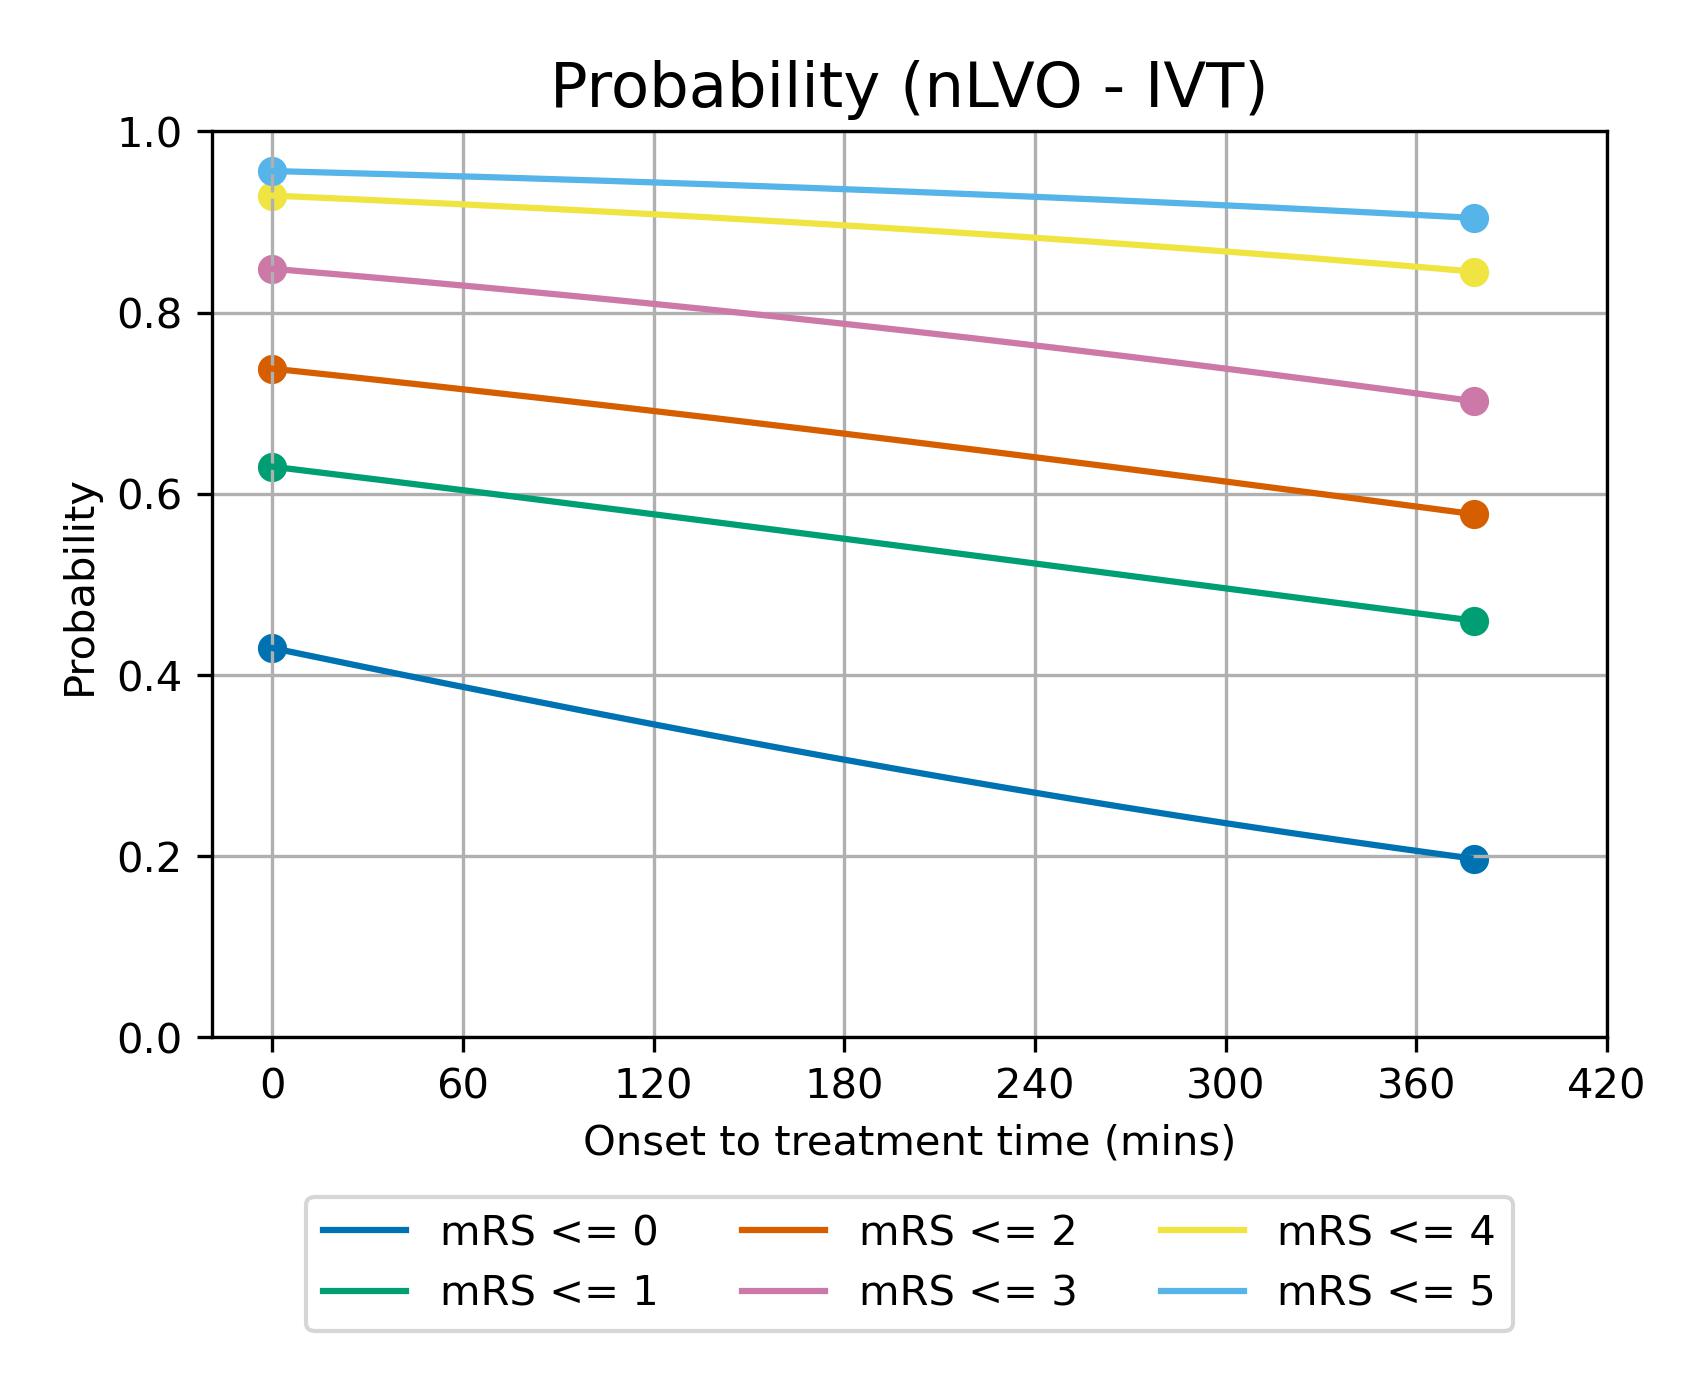 Probability (nLVO - IVT)
1.0
0.8
0.6
0.4
0.2
0.0
Probability
0 60 120 180 240 300 360 420
Onset to treatment time (mins)
mRS <= 0 mRS <= 2 mRS <= 4
mRS <= 1 mRS <= 3 mRS <= 5